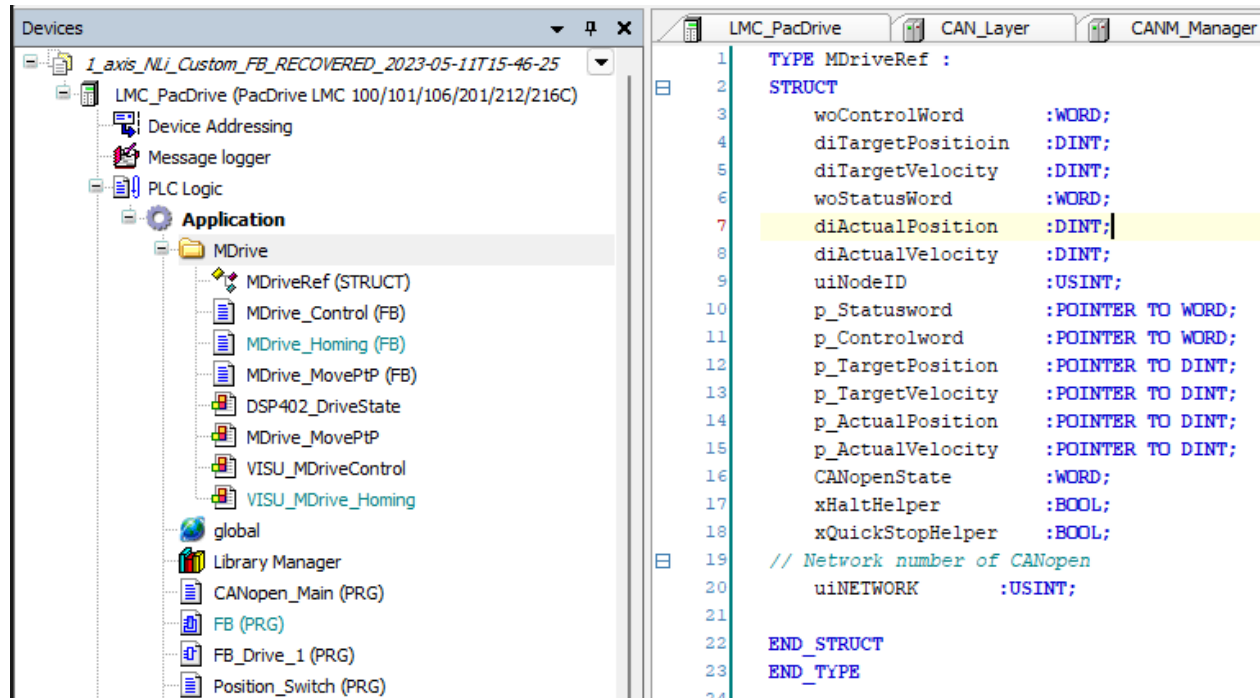 Devices
1_axis_NLi_Custom_FB_RECOVERED_2023-05-11T15-46-25
LMC_PacDrive (PacDrive LMC 100/101/106/201/212/216C)
Device Addressing
Message logger
PLC Logic
Application
MDrive
MDriveRef (STRUCT)
MDrive_Control (FB)
MDrive_Homing (FB)
MDrive_MovePtP (FB)
DSP402_DriveState
MDrive_MovePtP
VISU_MDriveControl
VISU_MDrive_Homing
global
Library Manager
CANopen_Main (PRG)
FB (PRG)
FB_Drive_1 (PRG)
Position_Switch (PRG)
LMC_PacDrive CAN_Layer CANM_Manager
1 TYPE MDriveRef :
2 STRUCT
3 woControlWord :WORD;
4 diTargetPositioin :DINT;
5 diTargetVelocity :DINT;
6 woStatusWord :WORD;
7 diActualPosition :DINT;
8 diActualVelocity :DINT;
9 uiNodeID :USINT;
10 p_Statusword :POINTER TO WORD;
11 p_Controlword :POINTER TO WORD;
12 p_TargetPosition :POINTER TO DINT;
13 p_TargetVelocity :POINTER TO DINT;
14 p_ActualPosition :POINTER TO DINT;
15 p_ActualVelocity :POINTER TO DINT;
16 CANopenState :WORD;
17 xHaltHelper :BOOL;
18 xQuickStopHelper :BOOL;
19 // Network number of CANopen
20 uiNETWORK :USINT;
21
22 END_STRUCT
23 END_TYPE
24